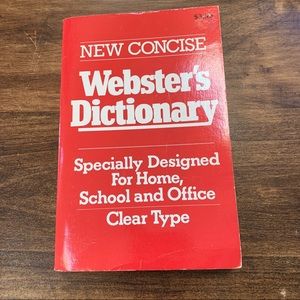 NEW CONCISE
Webster's
Dictionary
Specially Designed
For Home,
School and Office
Clear Type